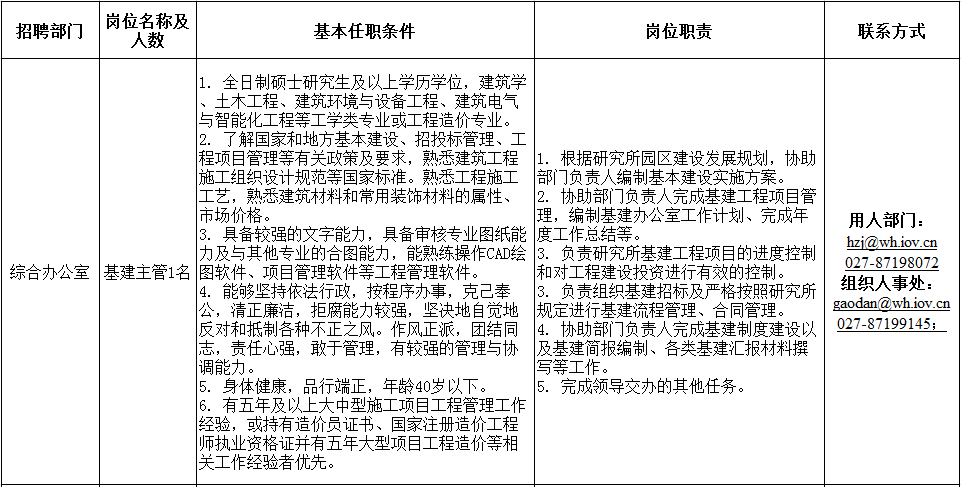 招聘部门
岗位名称及
人数
基本任职条件
岗位职责
联系方式
综合办公室
基建主管1名
1. 全日制硕士研究生及以上学历学位，建筑学
、土木工程、建筑环境与设备工程、建筑电气
与智能化工程等工学类专业或工程造价专业。
2. 了解国家和地方基本建设、招投标管理、工
程项目管理等有关政策及要求，熟悉建筑工程
施工组织设计规范等国家标准。熟悉工程施工
工艺，熟悉建筑材料和常用装饰材料的属性、
市场价格。
3. 具备较强的文字能力，具备审核专业图纸能
力及与其他专业的合图能力，能熟练操作CAD绘
图软件、项目管理软件等工程管理软件。
4. 能够坚持依法行政，按程序办事，克己奉
公，清正廉洁，拒腐能力较强，坚决地自觉地
反对和抵制各种不正之风。作风正派，团结同
志，责任心强，敢于管理，有较强的管理与协
调能力。
5. 身体健康，品行端正，年龄40岁以下。
6. 有五年及以上大中型施工项目工程管理工作
经验，或持有造价员证书、国家注册造价工程
师执业资格证并有五年大型项目工程造价等相
关工作经验者优先。
1. 根据研究所园区建设发展规划，协助
部门负责人编制基本建设实施方案。
2. 协助部门负责人完成基建工程项目管
理，编制基建办公室工作计划、完成年
度工作总结等。
3. 负责研究所基建工程项目的进度控制
和对工程建设投资进行有效的控制。
3. 负责组织基建招标及严格按照研究所
规定进行基建流程管理、合同管理。
4. 协助部门负责人完成基建制度建设以
及基建简报编制、各类基建汇报材料撰
写等工作。
5. 完成领导交办的其他任务。
用人部门：
hzj@wh.iov.cn
027-87198072
组织人事处：
gaodan@wh.iov.cn
027-87199145；